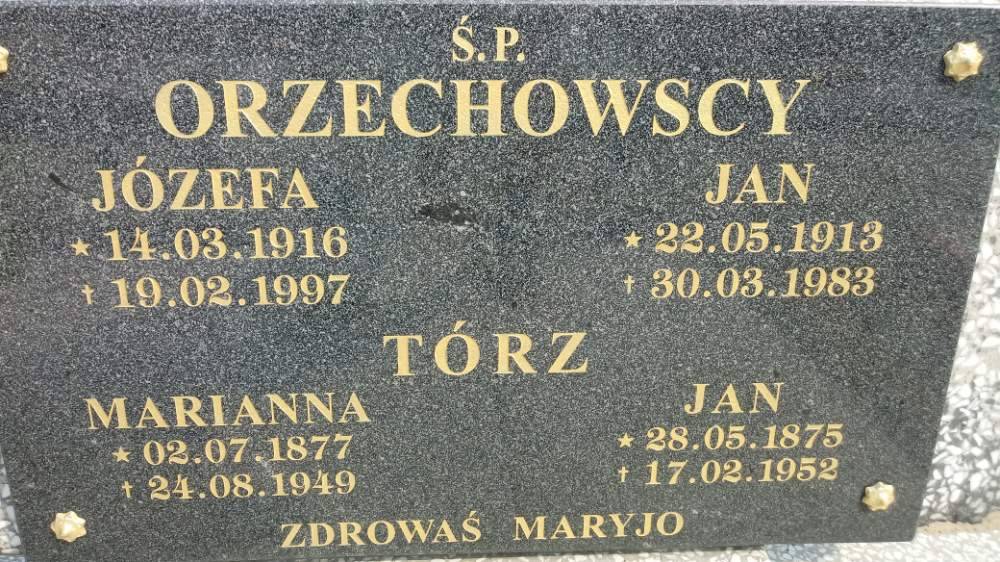 Ś.P.
ORZECHOWSCY
JÓZEFA JAN
★ 14.03.1916 ★ 22.05.1913
† 19.02.1997 † 30.03.1983
TÓRZ
MARIANNA JAN
★ 02.07.1877 ★ 28.05.1875
† 24.08.1949 † 17.02.1952
ZDROWAŚ MARYJO